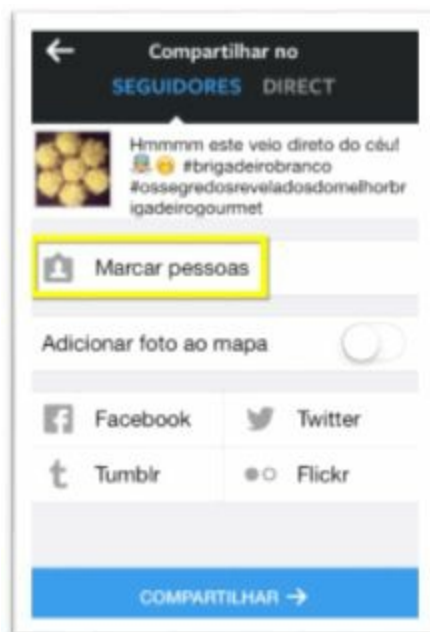 Compartilhar no
SEGUIDORES DIRECT
Hmmmm este veio direto do céu!
#brigadeirobranco
#ossegredosreveladosdomelhorbr
igadeirogourmet
Marcar pessoas
Adicionar foto ao mapa
Facebook Twitter
Tumblr Flickr
COMPARTILHAR →